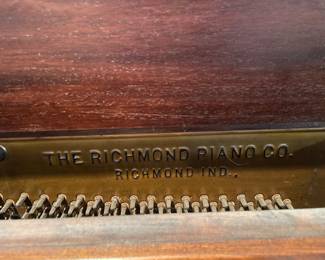 THE RICHMOND PIANO CO.
RICHMOND IND.,